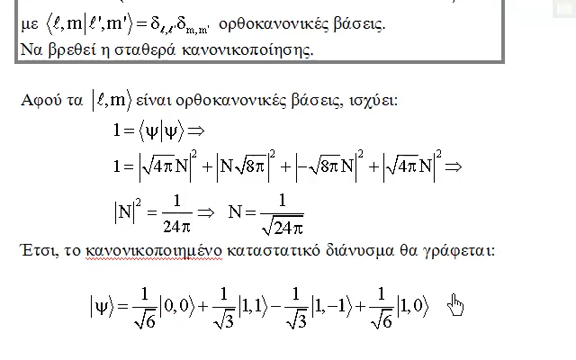 με ⟨ℓ,m|ℓ',m'⟩=δ_{ℓ,ℓ'}δ_{m,m'} ορθοκανονικές βάσεις.
Να βρεθεί η σταθερά κανονικοποίησης.
Αφού τα |ℓ,m⟩ είναι ορθοκανονικές βάσεις, ισχύει:
1=⟨ψ|ψ⟩⇒
1=|√4π N|²+|N√8π|²+|−√8π N|²+|√4π N|²⇒
|N|²=1/24π ⇒ N=1/√24π
Έτσι, το κανονικοποιημένο καταστατικό διάνυσμα θα γράφεται:
|ψ⟩=1/√6|0,0⟩+1/√3|1,1⟩−1/√3|1,−1⟩+1/√6|1,0⟩